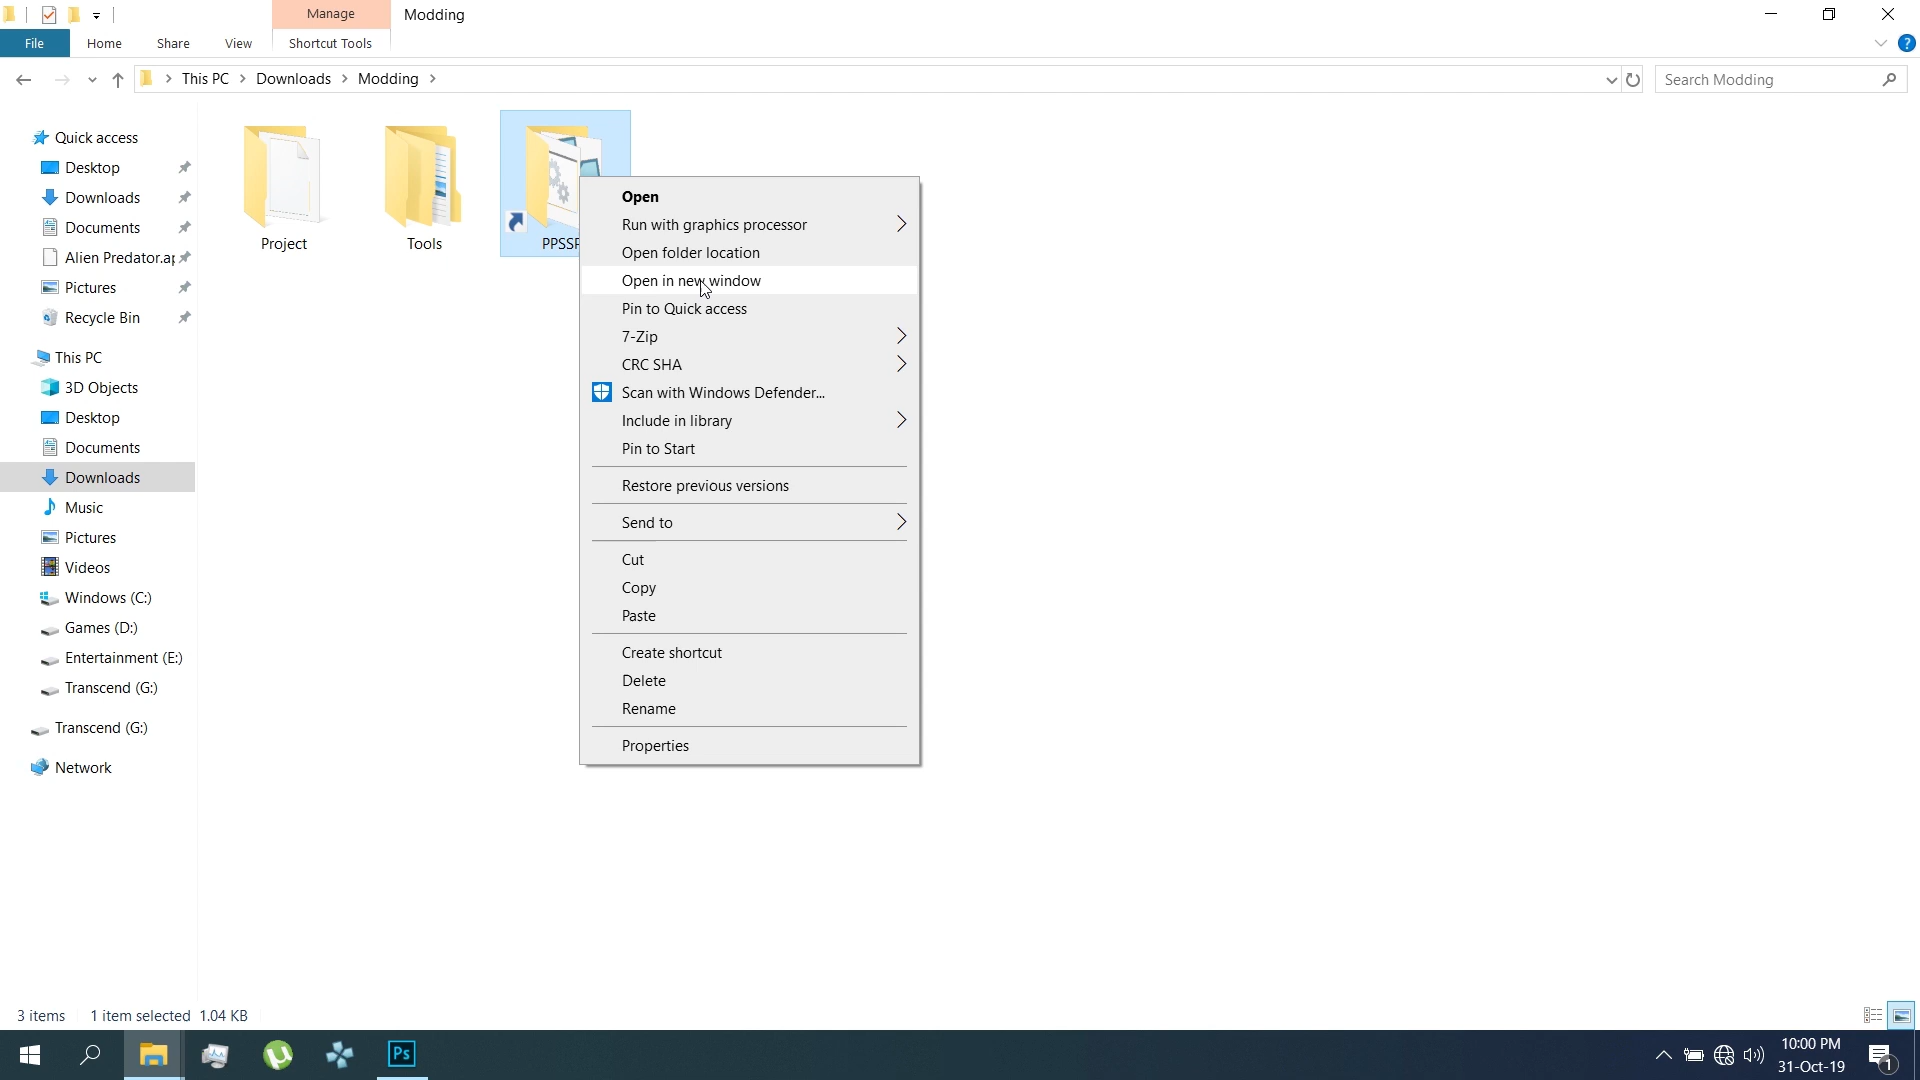 Manage
Modding
File
Home
Share
View
Shortcut Tools
This PC
Downloads
Modding
Search Modding
Quick access
Desktop
Downloads
Documents
Alien Predator.ap
Pictures
Recycle Bin
This PC
3D Objects
Desktop
Documents
Downloads
Music
Pictures
Videos
Windows (C:)
Games (D:)
Entertainment (E:)
Transcend (G:)
Transcend (G:)
Network
Project
Tools
PPSSP
Open
Run with graphics processor
Open folder location
Open in new window
Pin to Quick access
7-Zip
CRC SHA
Scan with Windows Defender...
Include in library
Pin to Start
Restore previous versions
Send to
Cut
Copy
Paste
Create shortcut
Delete
Rename
Properties
3 items
1 item selected 1.04 KB
Ps
10:00 PM
31-Oct-19
1